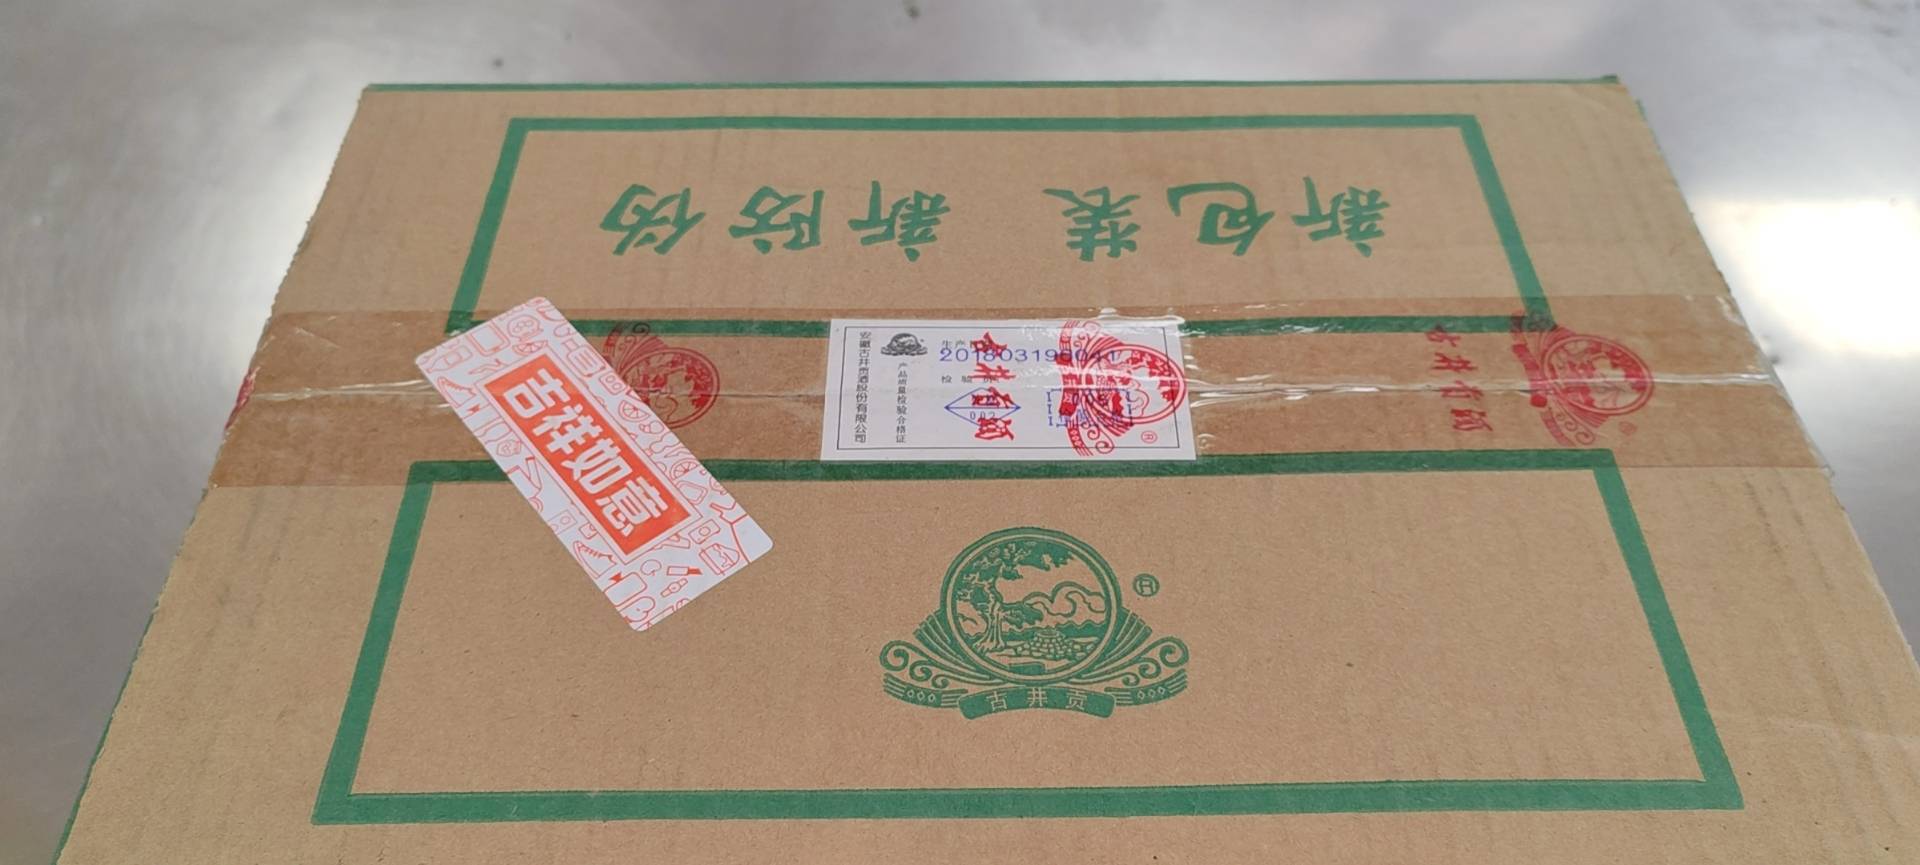 新包装 新防伪
吉祥如意
安徽古井贡酒股份有限公司
产品质量检验合格证
生产
201803190041
检验
002
古井贡酒
古井贡